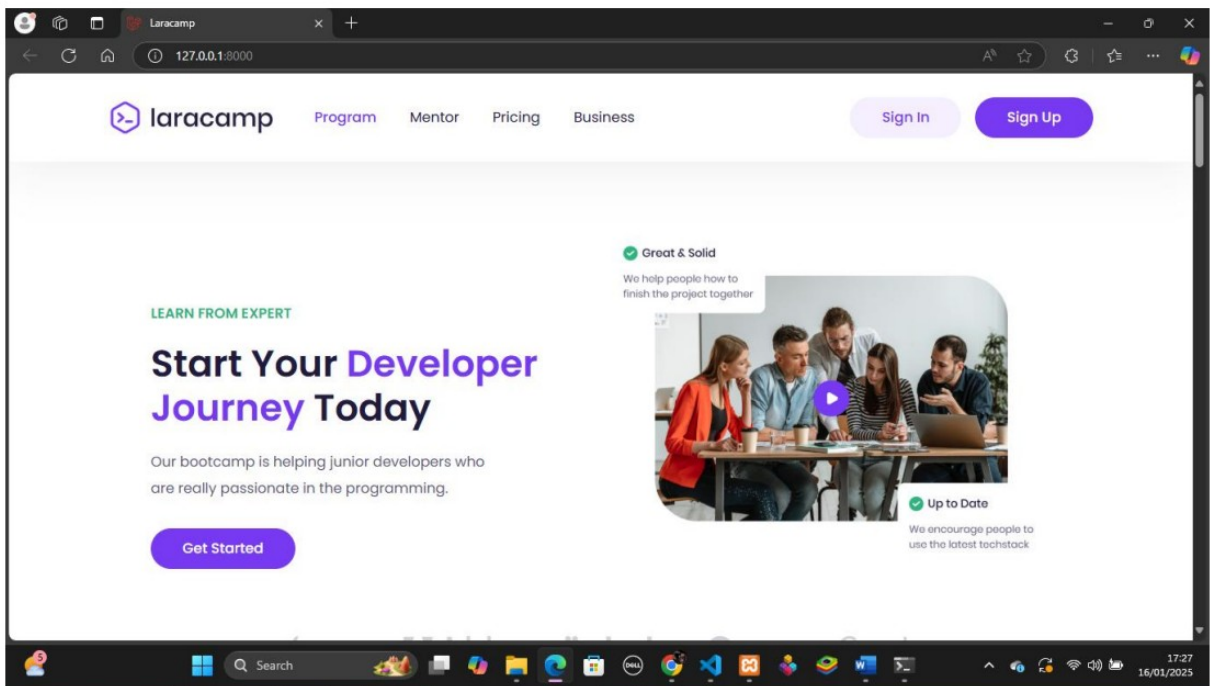 Laracamp
127.0.0.1:8000
laracamp
Program
Mentor
Pricing
Business
Sign In
Sign Up
Great & Solid
We help people how to
finish the project together
LEARN FROM EXPERT
Start Your Developer
Journey Today
Our bootcamp is helping junior developers who
are really passionate in the programming.
Get Started
Up to Date
We encourage people to
use the latest techstack
5
Search
DELL
17:27
16/01/2025